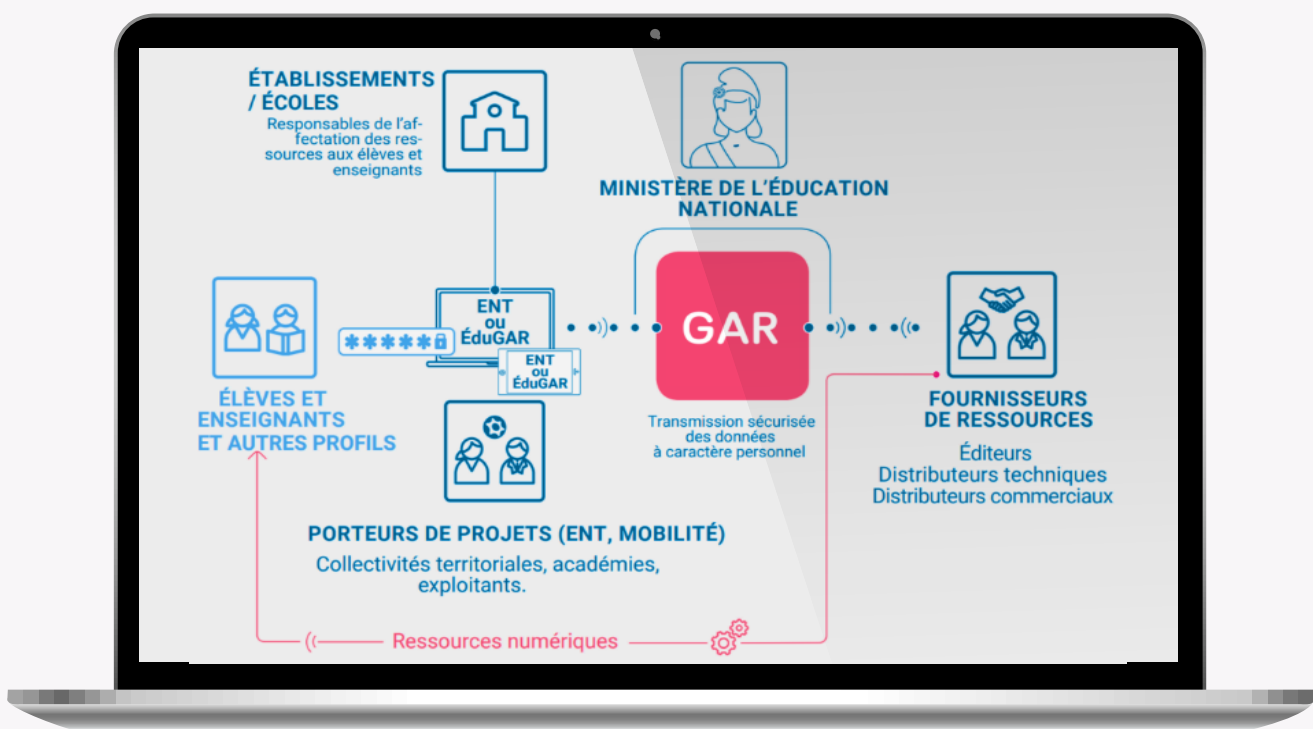 ÉTABLISSEMENTS
/ ÉCOLES
Responsables de l'af-
fectation des res-
sources aux élèves et
enseignants
MINISTÈRE DE L'ÉDUCATION
NATIONALE
ÉLÈVES ET
ENSEIGNANTS
ET AUTRES PROFILS
*****
ENT
ou
ÉduGAR
ENT
ou
ÉduGAR
GAR
Transmission sécurisée
des données
à caractère personnel
FOURNISSEURS
DE RESSOURCES
Éditeurs
Distributeurs techniques
Distributeurs commerciaux
PORTEURS DE PROJETS (ENT, MOBILITÉ)
Collectivités territoriales, académies,
exploitants.
Ressources numériques